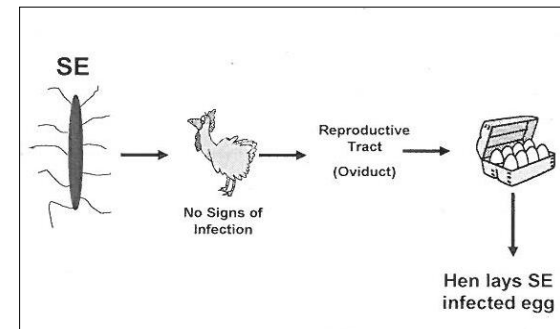 SE
No Signs of
Infection
Reproductive
Tract
(Oviduct)
Hen lays SE
infected egg